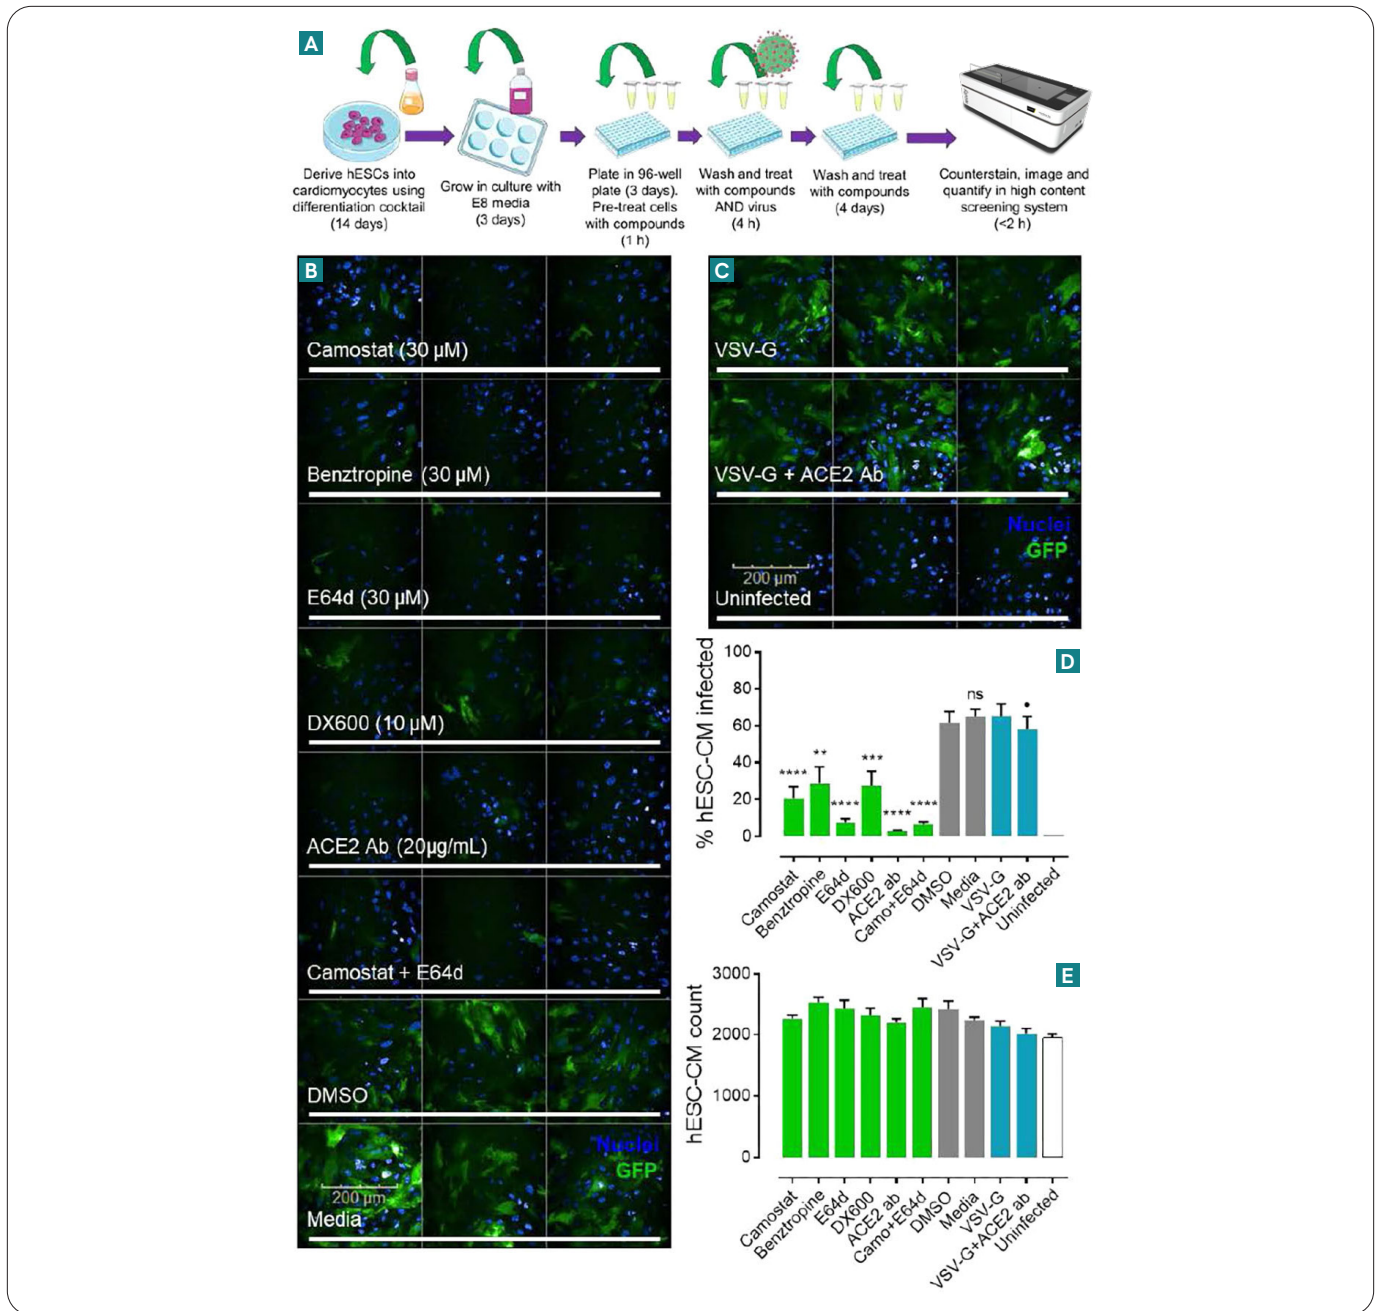 A
Derive hESCs into
cardiomyocytes using
differentiation cocktail
(14 days)
Grow in culture with
E8 media
(3 days)
Plate in 96-well
plate (3 days).
Pre-treat cells
with compounds
(1 h)
Wash and treat
with compounds
AND virus
(4 h)
Wash and treat
with compounds
(4 days)
Counterstain, image and
quantify in high content
screening system
(<2 h)
B
Camostat (30 µM)
Benztropine (30 µM)
E64d (30 µM)
DX600 (10 µM)
ACE2 Ab (20µg/mL)
Camostat + E64d
DMSO
Nuclei
GFP
200 µm
Media
C
VSV-G
VSV-G + ACE2 Ab
Nuclei
GFP
200 µm
Uninfected
D
% hESC-CM infected
100
80
60
40
20
0
****
**
****
***
****
****
ns
•
Camostat
Benztropine
E64d
DX600
ACE2 ab
Camo+E64d
DMSO
Media
VSV-G
VSV-G+ACE2 ab
Uninfected
E
hESC-CM count
3000
2000
1000
0
Camostat
Benztropine
E64d
DX600
ACE2 ab
Camo+E64d
DMSO
Media
VSV-G
VSV-G+ACE2 ab
Uninfected